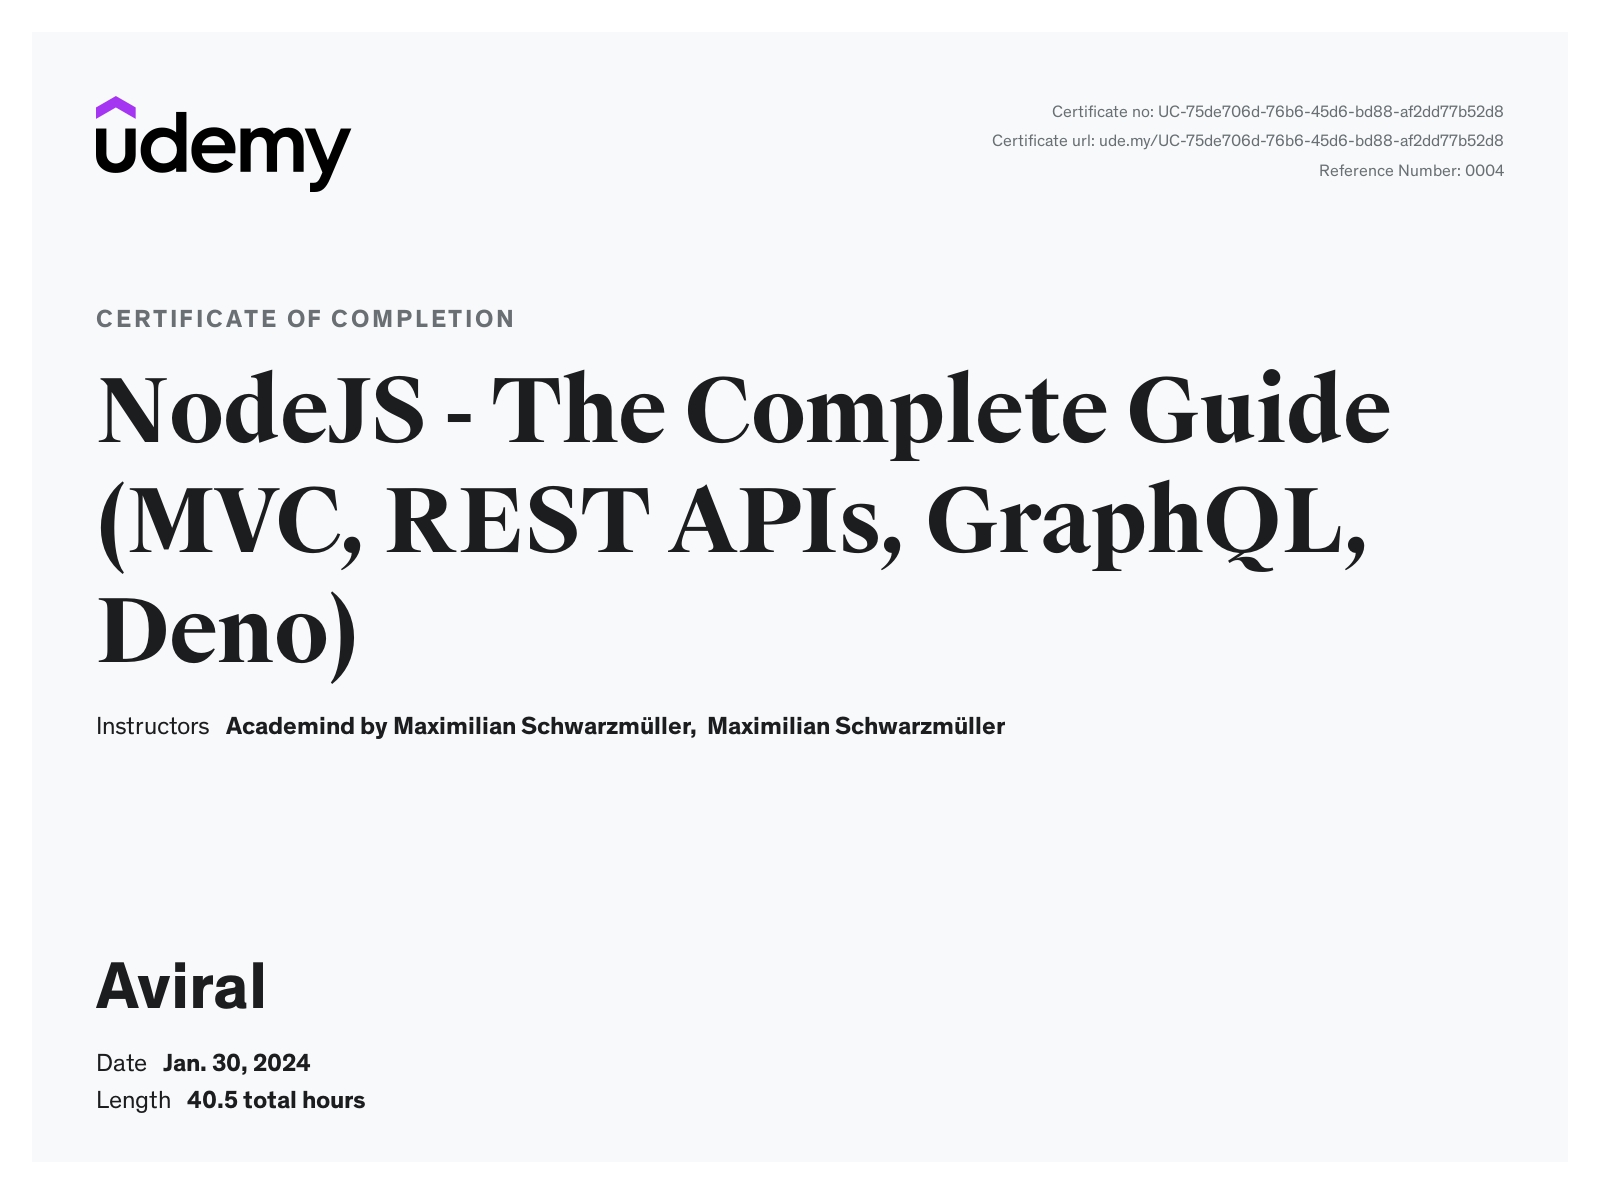 udemy
Certificate no: UC-75de706d-76b6-45d6-bd88-af2dd77b52d8
Certificate url: ude.my/UC-75de706d-76b6-45d6-bd88-af2dd77b52d8
Reference Number: 0004
CERTIFICATE OF COMPLETION
NodeJS - The Complete Guide
(MVC, REST APIs, GraphQL,
Deno)
Instructors Academind by Maximilian Schwarzmüller, Maximilian Schwarzmüller
Aviral
Date Jan. 30, 2024
Length 40.5 total hours